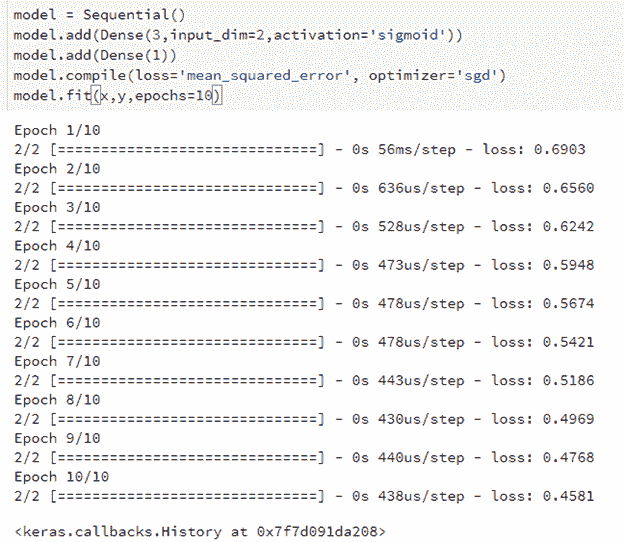 model = Sequential()
model.add(Dense(3,input_dim=2,activation='sigmoid'))
model.add(Dense(1))
model.compile(loss='mean_squared_error', optimizer='sgd')
model.fit(x,y,epochs=10)
Epoch 1/10
2/2 [==============================] - 0s 56ms/step - loss: 0.6903
Epoch 2/10
2/2 [==============================] - 0s 636us/step - loss: 0.6560
Epoch 3/10
2/2 [==============================] - 0s 528us/step - loss: 0.6242
Epoch 4/10
2/2 [==============================] - 0s 473us/step - loss: 0.5948
Epoch 5/10
2/2 [==============================] - 0s 478us/step - loss: 0.5674
Epoch 6/10
2/2 [==============================] - 0s 478us/step - loss: 0.5421
Epoch 7/10
2/2 [==============================] - 0s 443us/step - loss: 0.5186
Epoch 8/10
2/2 [==============================] - 0s 430us/step - loss: 0.4969
Epoch 9/10
2/2 [==============================] - 0s 440us/step - loss: 0.4768
Epoch 10/10
2/2 [==============================] - 0s 438us/step - loss: 0.4581
<keras.callbacks.History at 0x7f7d091da208>